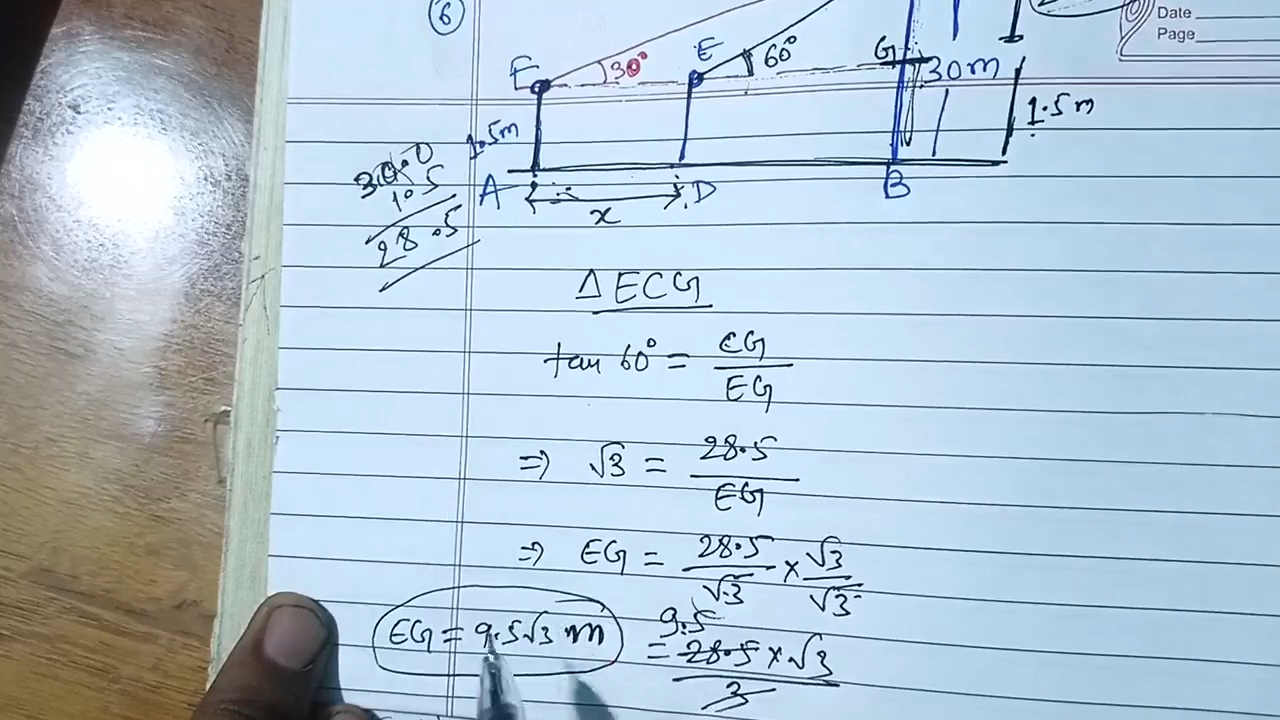 6
Date
Page
F 30° E 60° G 30m
1.5m
1.5m
A x D B
30.0
1.5
28.5
Δ ECG
tan 60° = CG / EG
⇒ √3 = 28.5 / EG
⇒ EG = 28.5 / √3 × √3 / √3
9.5
= 28.5 × √3 / 3
EG = 9.5√3 m